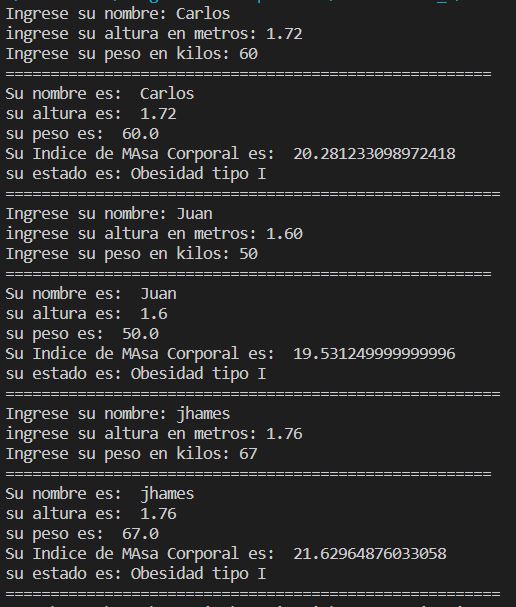 Ingrese su nombre: Carlos
ingrese su altura en metros: 1.72
Ingrese su peso en kilos: 60
======================================================
Su nombre es:  Carlos
su altura es:  1.72
su peso es:  60.0
Su Indice de MAsa Corporal es:  20.281233098972418
su estado es: Obesidad tipo I
=======================================================
Ingrese su nombre: Juan
ingrese su altura en metros: 1.60
Ingrese su peso en kilos: 50
======================================================
Su nombre es:  Juan
su altura es:  1.6
su peso es:  50.0
Su Indice de MAsa Corporal es:  19.531249999999996
su estado es: Obesidad tipo I
=======================================================
Ingrese su nombre: jhames
ingrese su altura en metros: 1.76
Ingrese su peso en kilos: 67
======================================================
Su nombre es:  jhames
su altura es:  1.76
su peso es:  67.0
Su Indice de MAsa Corporal es:  21.62964876033058
su estado es: Obesidad tipo I
=======================================================